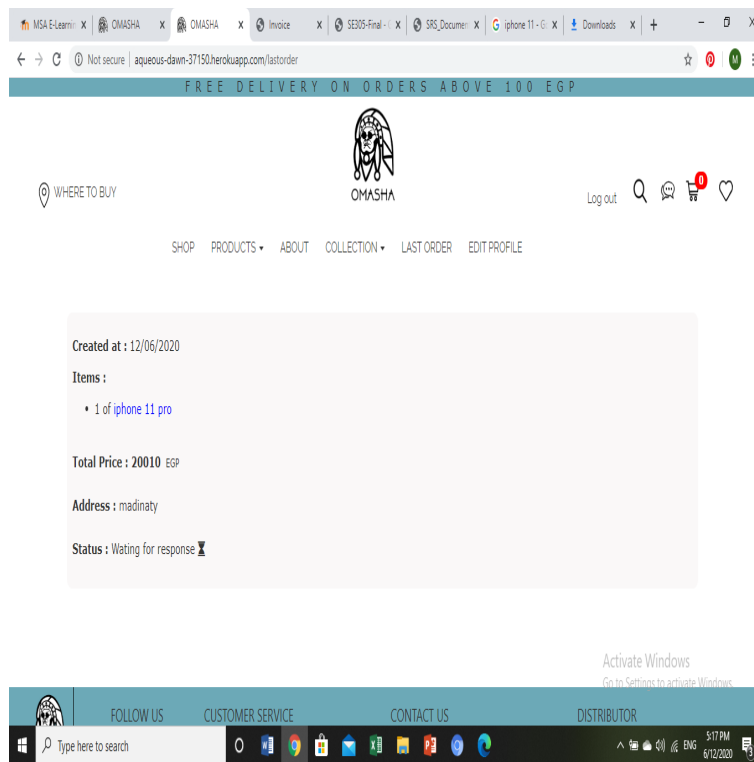 MSA E-Learnin
OMASHA
OMASHA
Invoice
SE305-Final - (
SRS_Documen
iphone 11 - G
Downloads
Not secure | aqueous-dawn-37150.herokuapp.com/lastorder
FREE DELIVERY ON ORDERS ABOVE 100 EGP
OMASHA
WHERE TO BUY
Log out
0
SHOP PRODUCTS ABOUT COLLECTION LAST ORDER EDIT PROFILE
Created at : 12/06/2020
Items :
• 1 of iphone 11 pro
Total Price : 20010 EGP
Address : madinaty
Status : Wating for response
Activate Windows
Go to Settings to activate Windows.
FOLLOW US CUSTOMER SERVICE CONTACT US DISTRIBUTOR
Type here to search
ENG
5:17 PM
6/12/2020
3